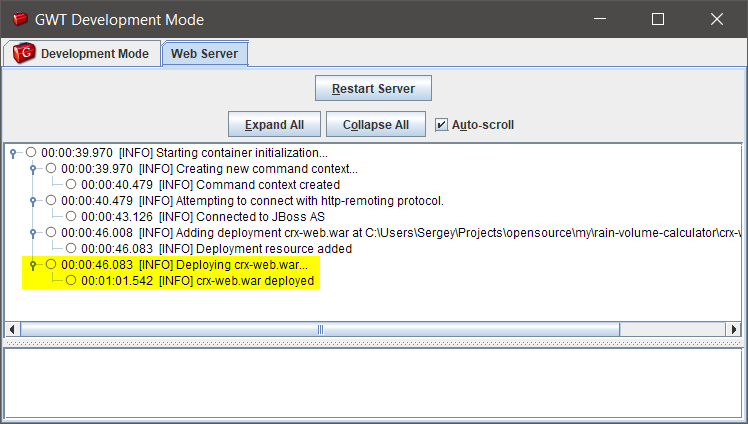 GWT Development Mode
G Development Mode Web Server
Restart Server
Expand All Collapse All Auto-scroll
00:00:39.970 [INFO] Starting container initialization...
00:00:39.970 [INFO] Creating new command context...
00:00:40.479 [INFO] Command context created
00:00:40.479 [INFO] Attempting to connect with http-remoting protocol.
00:00:43.126 [INFO] Connected to JBoss AS
00:00:46.008 [INFO] Adding deployment crx-web.war at C:\Users\Sergey\Projects\opensource\my\rain-volume-calculator\crx-w
00:00:46.083 [INFO] Deployment resource added
00:00:46.083 [INFO] Deploying crx-web.war...
00:01:01.542 [INFO] crx-web.war deployed